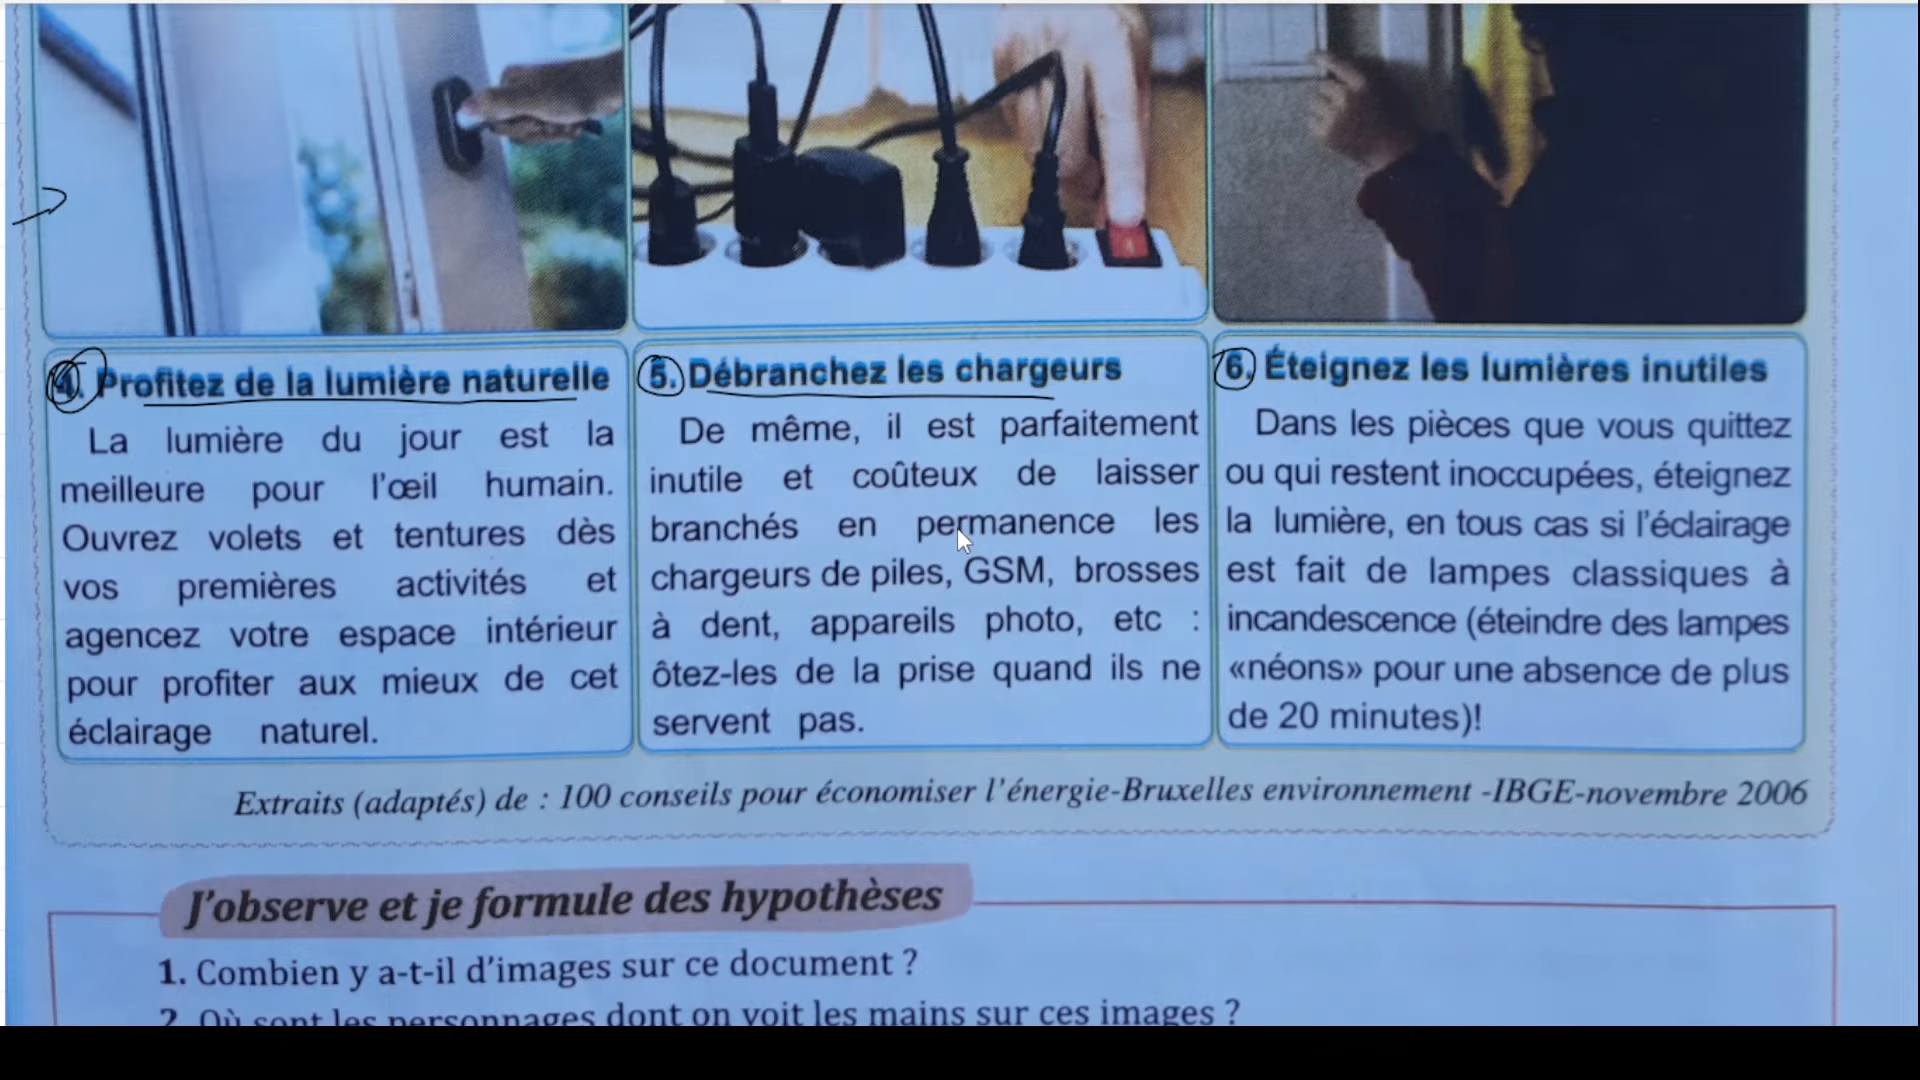 4. Profitez de la lumière naturelle
La lumière du jour est la
meilleure pour l'œil humain.
Ouvrez volets et tentures dès
vos premières activités et
agencez votre espace intérieur
pour profiter aux mieux de cet
éclairage naturel.
5. Débranchez les chargeurs
De même, il est parfaitement
inutile et coûteux de laisser
branchés en permanence les
chargeurs de piles, GSM, brosses
à dent, appareils photo, etc :
ôtez-les de la prise quand ils ne
servent pas.
6. Éteignez les lumières inutiles
Dans les pièces que vous quittez
ou qui restent inoccupées, éteignez
la lumière, en tous cas si l'éclairage
est fait de lampes classiques à
incandescence (éteindre des lampes
«néons» pour une absence de plus
de 20 minutes)!
Extraits (adaptés) de : 100 conseils pour économiser l'énergie-Bruxelles environnement -IBGE-novembre 2006
J'observe et je formule des hypothèses
1. Combien y a-t-il d'images sur ce document ?
2. Où sont les personnages dont on voit les mains sur ces images ?